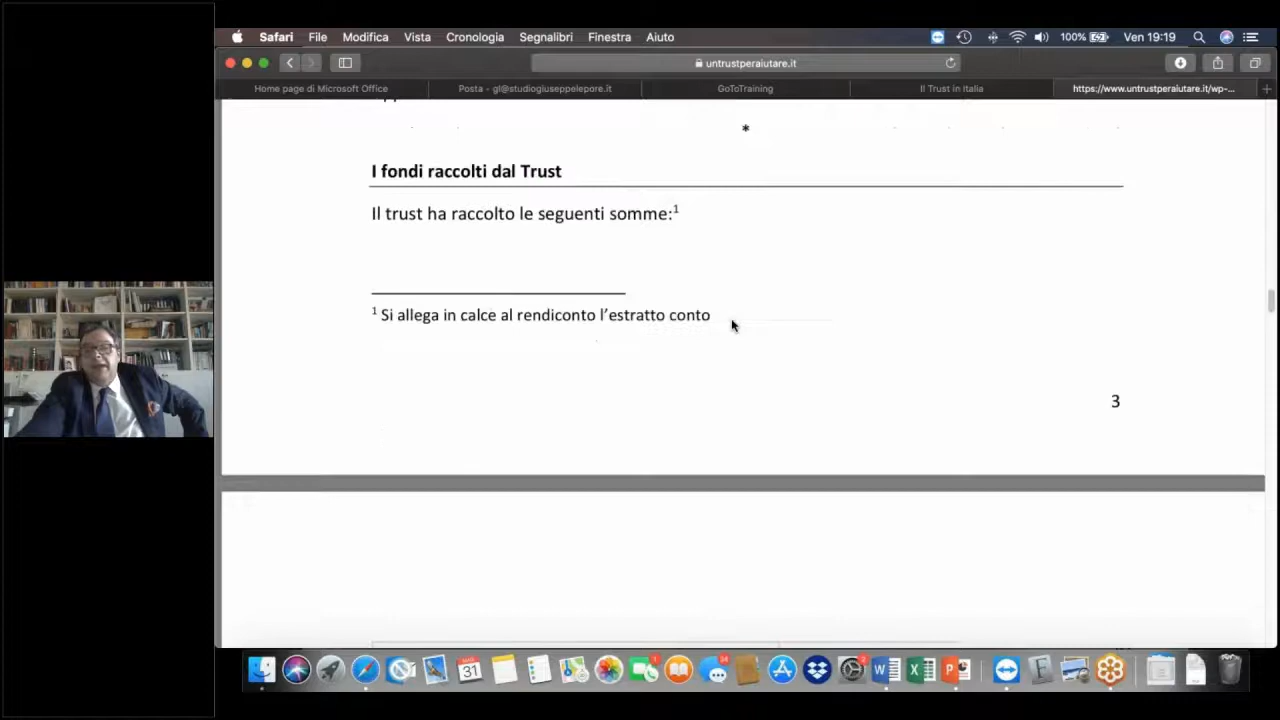 Safari File Modifica Vista Cronologia Segnalibri Finestra Aiuto 100% Ven 19:19
untrustperaiutare.it
Home page di Microsoft Office Posta - gl@studiogiuseppelepore.it GoToTraining Il Trust in Italia https://www.untrustperaiutare.it/wp-...
*
I fondi raccolti dal Trust
Il trust ha raccolto le seguenti somme:1
1 Si allega in calce al rendiconto l'estratto conto
3
31